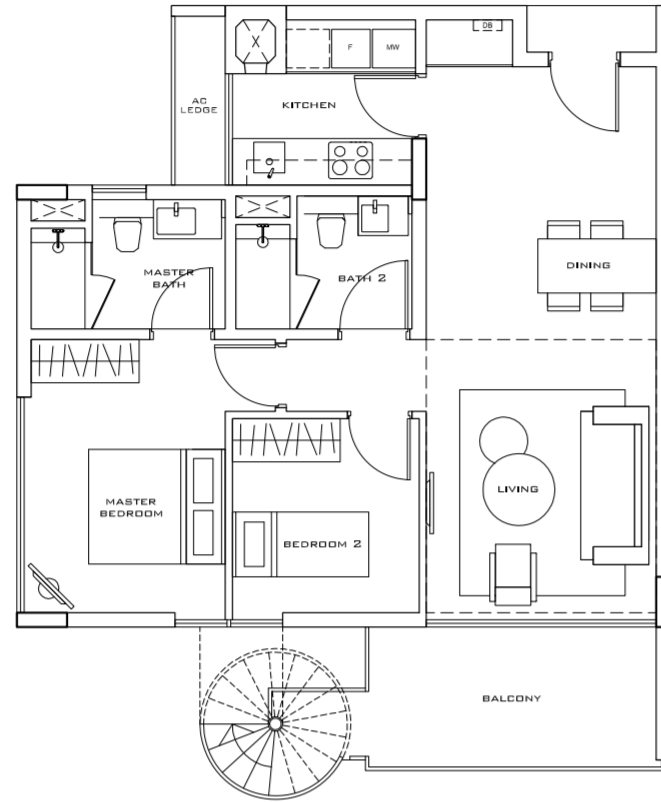 DB
F
MW
AC
LEDGE
KITCHEN
MASTER
BATH
BATH 2
DINING
MASTER
BEDROOM
BEDROOM 2
LIVING
BALCONY